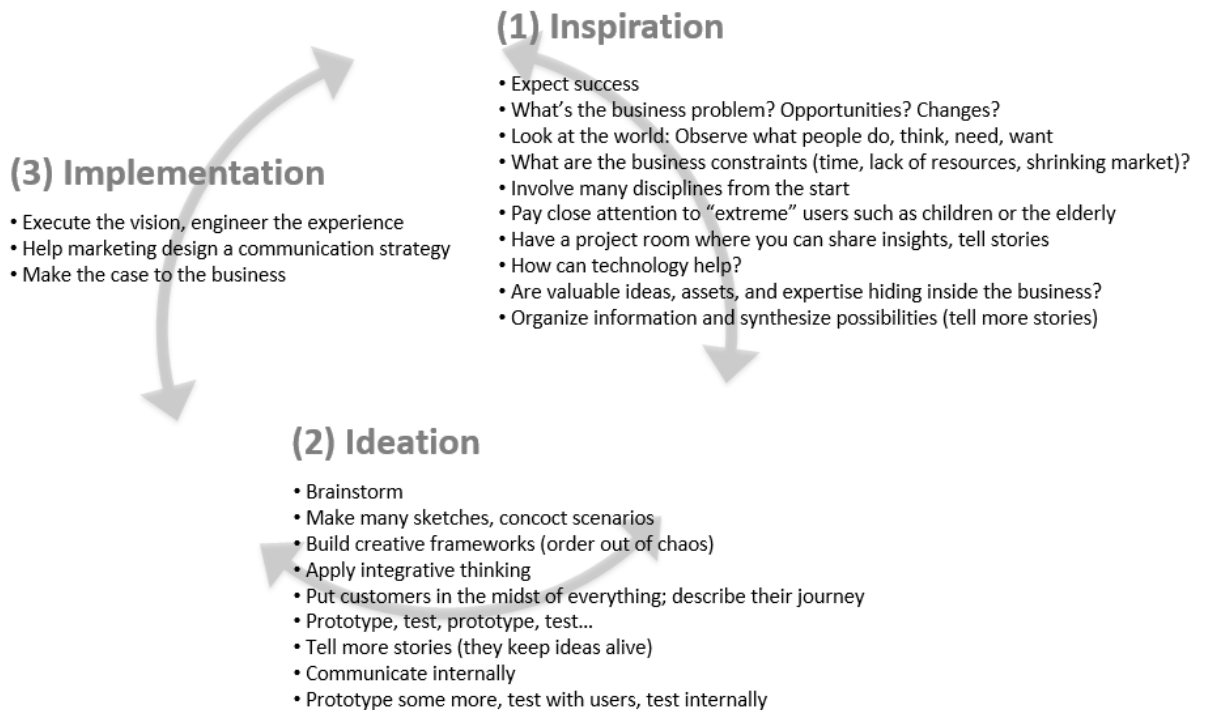 (1) Inspiration
• Expect success
• What's the business problem? Opportunities? Changes?
• Look at the world: Observe what people do, think, need, want
• What are the business constraints (time, lack of resources, shrinking market)?
• Involve many disciplines from the start
• Pay close attention to “extreme” users such as children or the elderly
• Have a project room where you can share insights, tell stories
• How can technology help?
• Are valuable ideas, assets, and expertise hiding inside the business?
• Organize information and synthesize possibilities (tell more stories)
(2) Ideation
• Brainstorm
• Make many sketches, concoct scenarios
• Build creative frameworks (order out of chaos)
• Apply integrative thinking
• Put customers in the midst of everything; describe their journey
• Prototype, test, prototype, test...
• Tell more stories (they keep ideas alive)
• Communicate internally
• Prototype some more, test with users, test internally
(3) Implementation
• Execute the vision, engineer the experience
• Help marketing design a communication strategy
• Make the case to the business